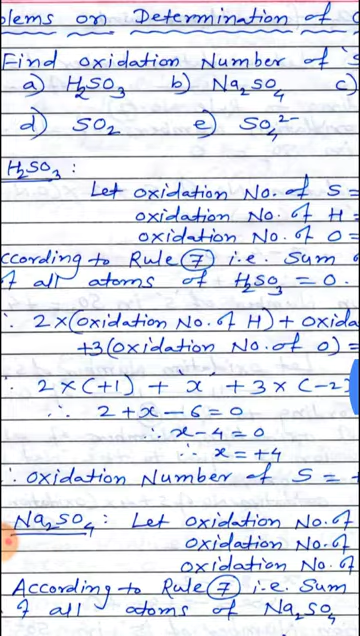 blems on Determination of
Find Oxidation Number of 'S
a) H₂SO₃ b) Na₂SO₄ c)
d) SO₂ e) SO₄²⁻
H₂SO₃ :
Let Oxidation No. of S =
Oxidation No. of H =
Oxidation No. of O =
ccording to Rule ⑦ i.e. Sum
f all atoms of H₂SO₃ = 0.
∴ 2×(Oxidation No. of H) + Oxida
+3(Oxidation No. of O) =
∴ 2×(+1) + x + 3×(-2)
∴ 2+x-6=0
∴ x-4=0
∴ x=+4
∴ Oxidation Number of S = +
Na₂SO₄ : Let Oxidation No. of
Oxidation No. of
Oxidation No. of
According to Rule ⑦ i.e. Sum
f all atoms of Na₂SO₄